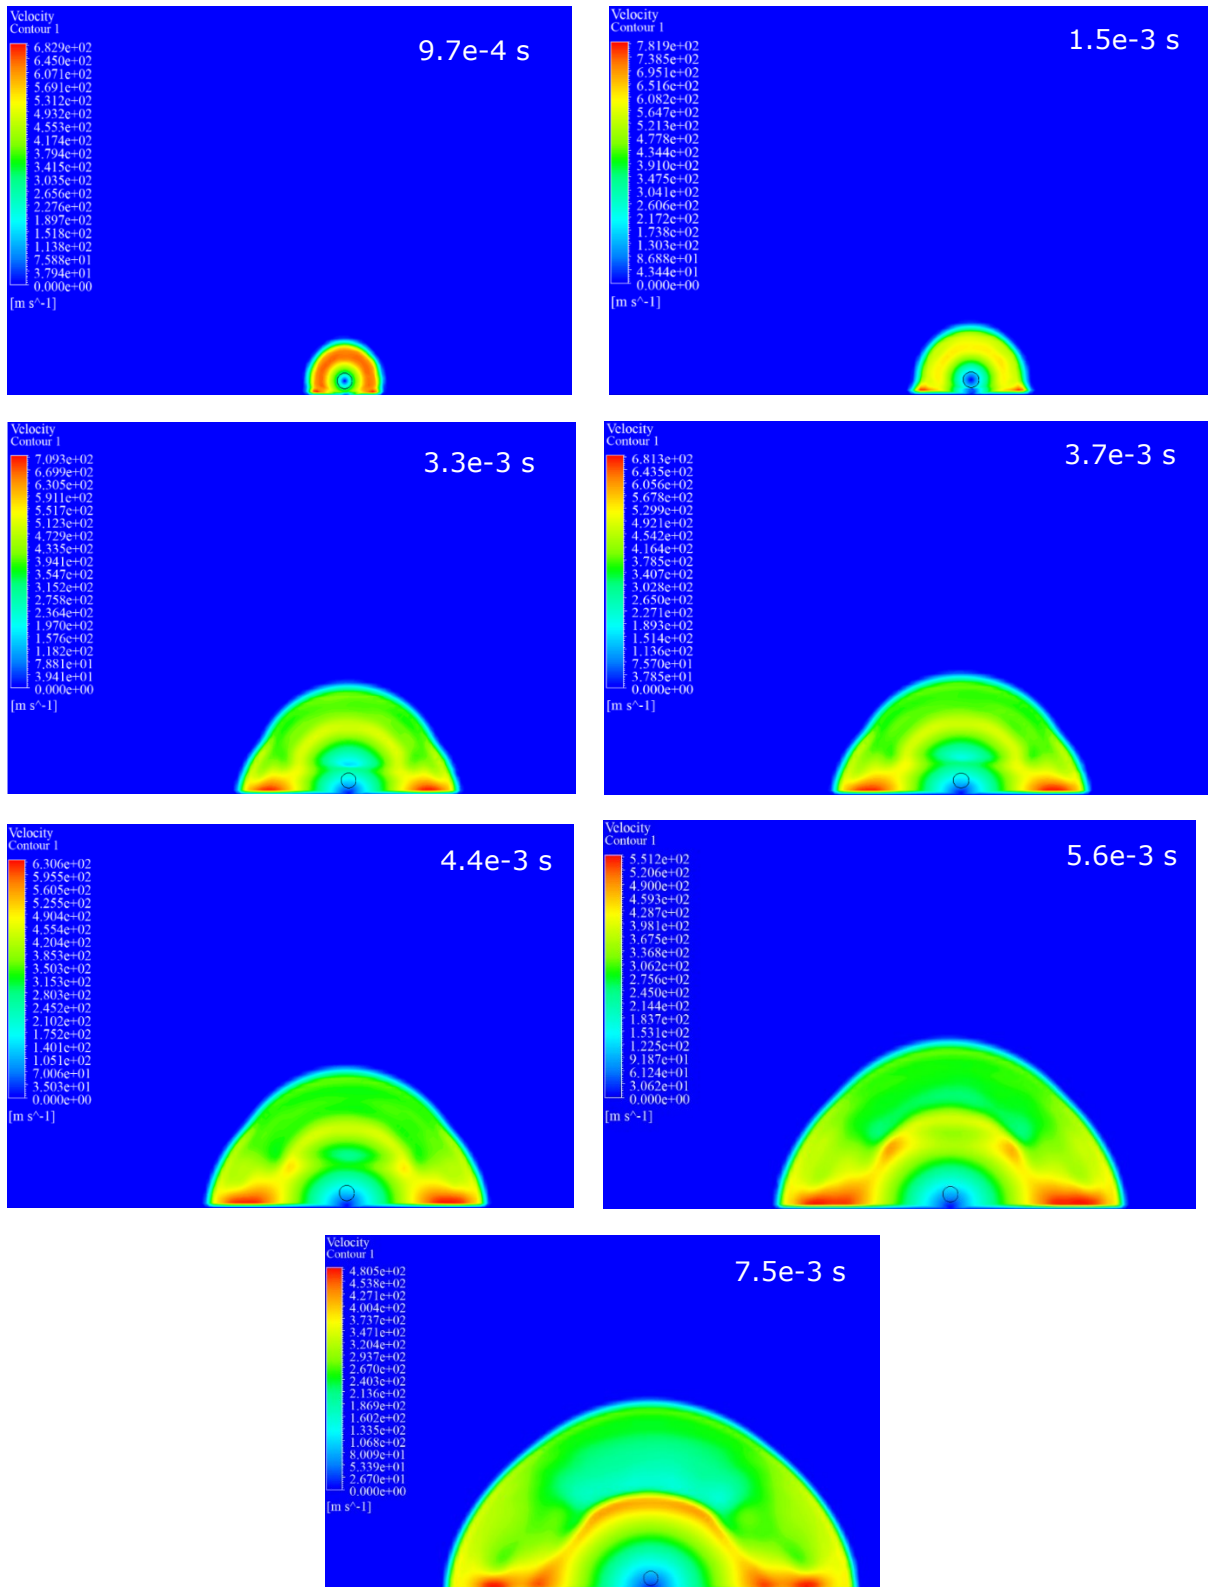 Velocity
Contour 1
9.7e-4 s
6.829e+02
6.450e+02
6.071e+02
5.691e+02
5.312e+02
4.932e+02
4.553e+02
4.174e+02
3.794e+02
3.415e+02
3.035e+02
2.656e+02
2.276e+02
1.897e+02
1.518e+02
1.138e+02
7.588e+01
3.794e+01
0.000e+00
[m s^-1]
Velocity
Contour 1
1.5e-3 s
7.819e+02
7.385e+02
6.951e+02
6.516e+02
6.082e+02
5.647e+02
5.213e+02
4.778e+02
4.344e+02
3.910e+02
3.475e+02
3.041e+02
2.606e+02
2.172e+02
1.738e+02
1.303e+02
8.688e+01
4.344e+01
0.000e+00
[m s^-1]
Velocity
Contour 1
3.3e-3 s
7.093e+02
6.699e+02
6.305e+02
5.911e+02
5.517e+02
5.123e+02
4.729e+02
4.335e+02
3.941e+02
3.547e+02
3.152e+02
2.758e+02
2.364e+02
1.970e+02
1.576e+02
1.182e+02
7.881e+01
3.941e+01
0.000e+00
[m s^-1]
Velocity
Contour 1
3.7e-3 s
6.813e+02
6.435e+02
6.056e+02
5.678e+02
5.299e+02
4.921e+02
4.542e+02
4.164e+02
3.785e+02
3.407e+02
3.028e+02
2.650e+02
2.271e+02
1.893e+02
1.514e+02
1.136e+02
7.570e+01
3.785e+01
0.000e+00
[m s^-1]
Velocity
Contour 1
4.4e-3 s
6.306e+02
5.955e+02
5.605e+02
5.255e+02
4.904e+02
4.554e+02
4.204e+02
3.853e+02
3.503e+02
3.153e+02
2.803e+02
2.452e+02
2.102e+02
1.752e+02
1.401e+02
1.051e+02
7.006e+01
3.503e+01
0.000e+00
[m s^-1]
Velocity
Contour 1
5.6e-3 s
5.512e+02
5.206e+02
4.900e+02
4.593e+02
4.287e+02
3.981e+02
3.675e+02
3.368e+02
3.062e+02
2.756e+02
2.450e+02
2.144e+02
1.837e+02
1.531e+02
1.225e+02
9.187e+01
6.124e+01
3.062e+01
0.000e+00
[m s^-1]
Velocity
Contour 1
7.5e-3 s
4.805e+02
4.538e+02
4.271e+02
4.004e+02
3.737e+02
3.471e+02
3.204e+02
2.937e+02
2.670e+02
2.403e+02
2.136e+02
1.869e+02
1.602e+02
1.335e+02
1.068e+02
8.009e+01
5.339e+01
2.670e+01
0.000e+00
[m s^-1]